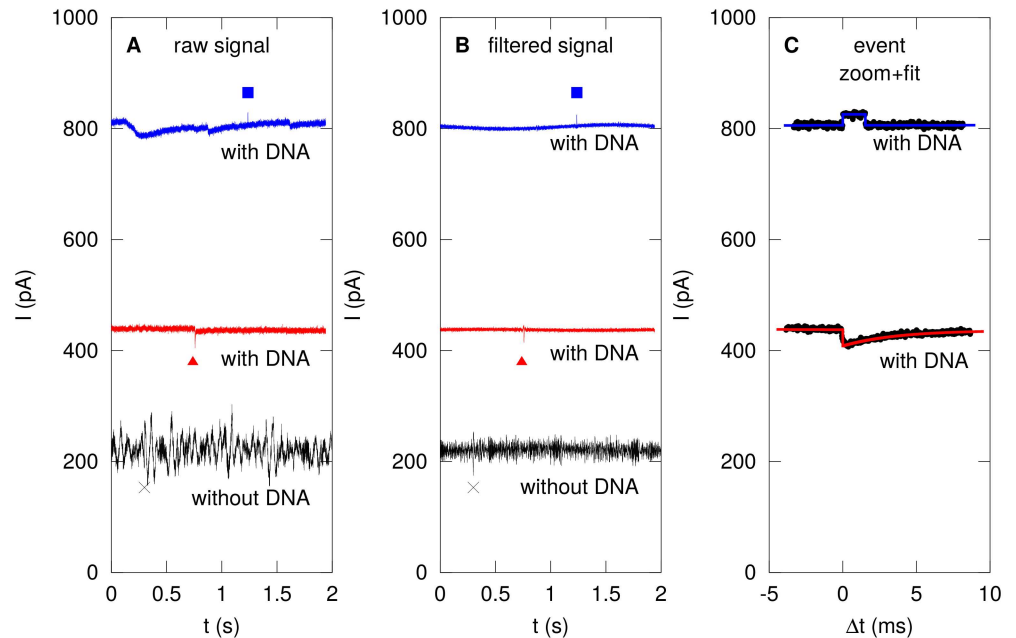 A raw signal
1000
800
600
400
200
0
I (pA)
with DNA
with DNA
without DNA
0 0.5 1 1.5 2
t (s)
B filtered signal
1000
800
600
400
200
0
I (pA)
with DNA
with DNA
without DNA
0 0.5 1 1.5 2
t (s)
C event
zoom+fit
1000
800
600
400
200
0
I (pA)
with DNA
with DNA
-5 0 5 10
Δt (ms)